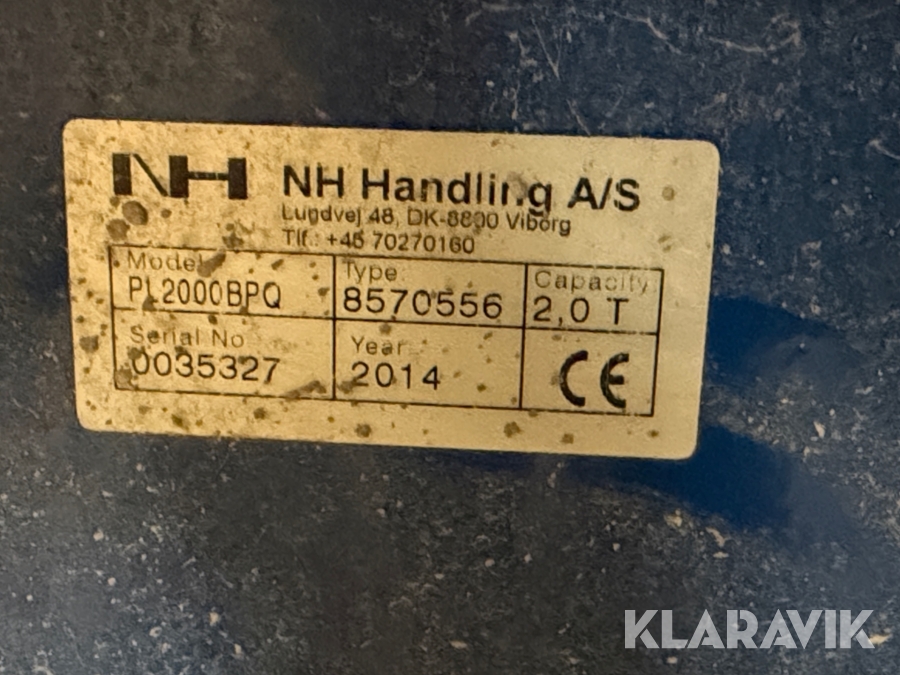 NH NH Handling A/S
Lundvej 48, DK-8800 Viborg
Tlf.: +45 70270160
Model Type Capacity
PL2000BPQ 8570556 2,0 T
Serial No Year
0035327 2014 CE
KLARAVIK